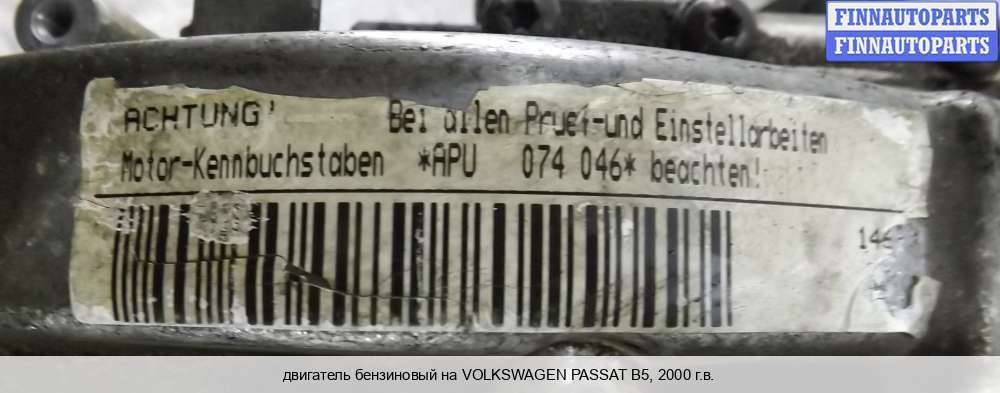 FINNAUTOPARTS
FINNAUTOPARTS
ACHTUNG'
Bei allen Pruef-und Einstellarbeiten
Motor-Kennbuchstaben *APU 074 046* beachten!
двигатель бензиновый на VOLKSWAGEN PASSAT B5, 2000 г.в.